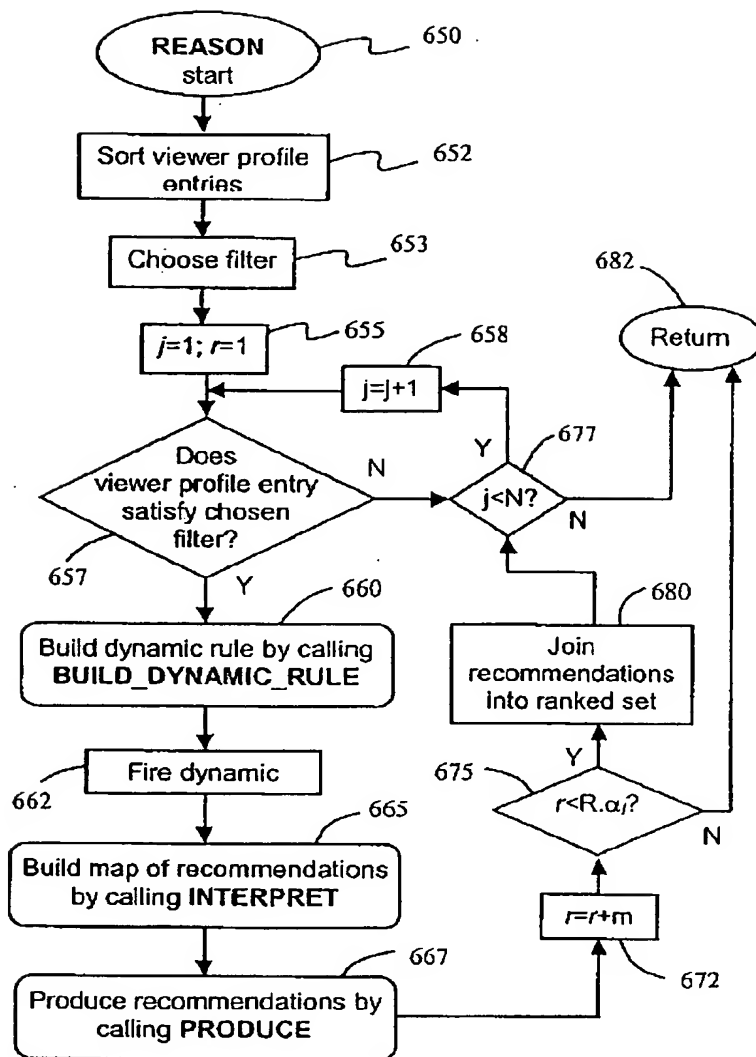 REASON
start
650
Sort viewer profile
entries
652
Choose filter
653
682
Return
j=1; r=1
655
658
j=j+1
Does
viewer profile entry
satisfy chosen
filter?
657
N
Y
Y
677
j<N?
N
660
Build dynamic rule by calling
BUILD_DYNAMIC_RULE
680
Join
recommendations
into ranked set
Fire dynamic
662
Y
675
r<R.αi?
N
665
Build map of recommendations
by calling INTERPRET
r=r+m
672
667
Produce recommendations by
calling PRODUCE